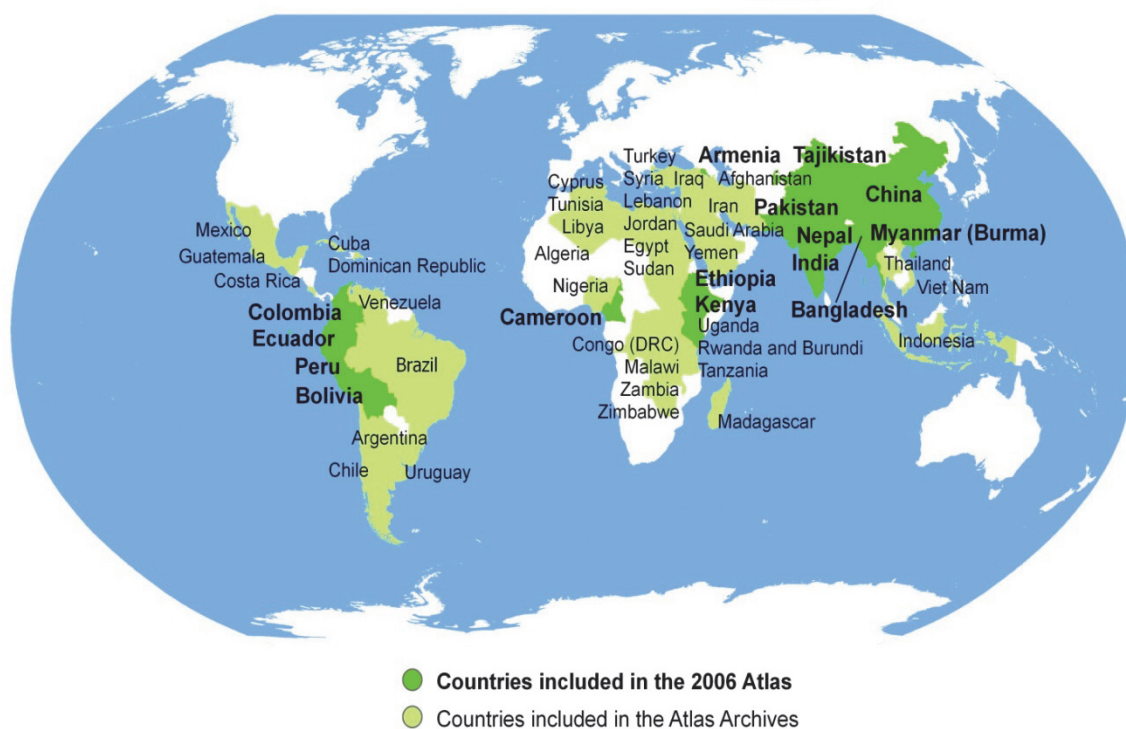 Turkey
Armenia
Tajikistan
Cyprus
Syria
Iraq
Afghanistan
China
Tunisia
Lebanon
Iran
Pakistan
Mexico
Libya
Jordan
Saudi Arabia
Nepal
Myanmar (Burma)
Cuba
Guatemala
Algeria
Egypt
Yemen
India
Thailand
Dominican Republic
Sudan
Costa Rica
Nigeria
Ethiopia
Viet Nam
Venezuela
Kenya
Bangladesh
Colombia
Cameroon
Uganda
Ecuador
Congo (DRC)
Rwanda and Burundi
Indonesia
Peru
Brazil
Malawi
Tanzania
Bolivia
Zambia
Zimbabwe
Madagascar
Argentina
Chile
Uruguay
Countries included in the 2006 Atlas
Countries included in the Atlas Archives